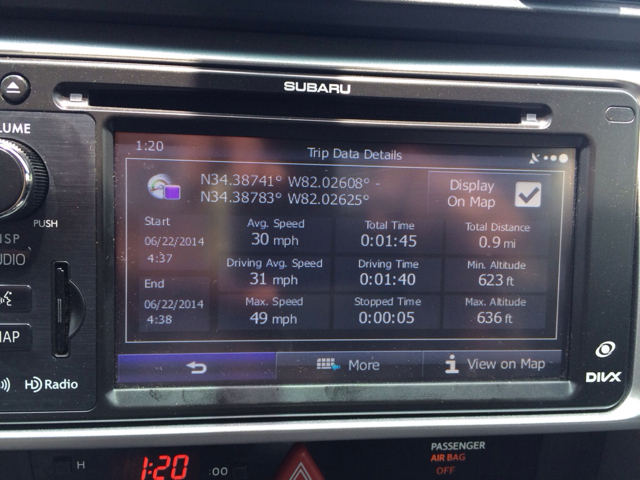 SUBARU
VOLUME
PUSH
DISP
AUDIO
MAP
HD Radio
1:20
Trip Data Details
N34.38741° W82.02608° -
N34.38783° W82.02625°
Display
On Map
Start
06/22/2014
4:37
End
06/22/2014
4:38
Avg. Speed
30 mph
Total Time
0:01:45
Total Distance
0.9 mi
Driving Avg. Speed
31 mph
Driving Time
0:01:40
Min. Altitude
623 ft
Max. Speed
49 mph
Stopped Time
0:00:05
Max. Altitude
636 ft
More
i View on Map
DIVX
H
1:20
:00
PASSENGER
AIR BAG
OFF